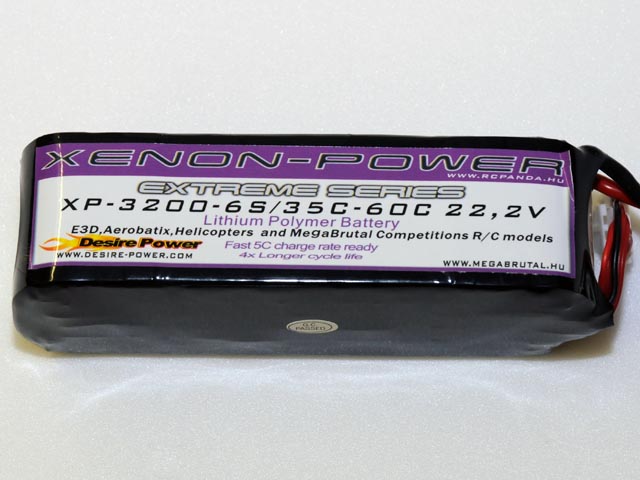 XENON-POWER
WWW.RCPANDA.HU
EXTREME SERIES
XP-3200-6S/35C-60C 22,2V
Lithium Polymer Battery
E3D,Aerobatix,Helicopters and MegaBrutal Competitions R/C models
Desire Power
Fast 5C charge rate ready
WWW.DESIRE-POWER.COM
4x Longer cycle life
WWW.MEGABRUTAL.HU
Q.C.
PASSED